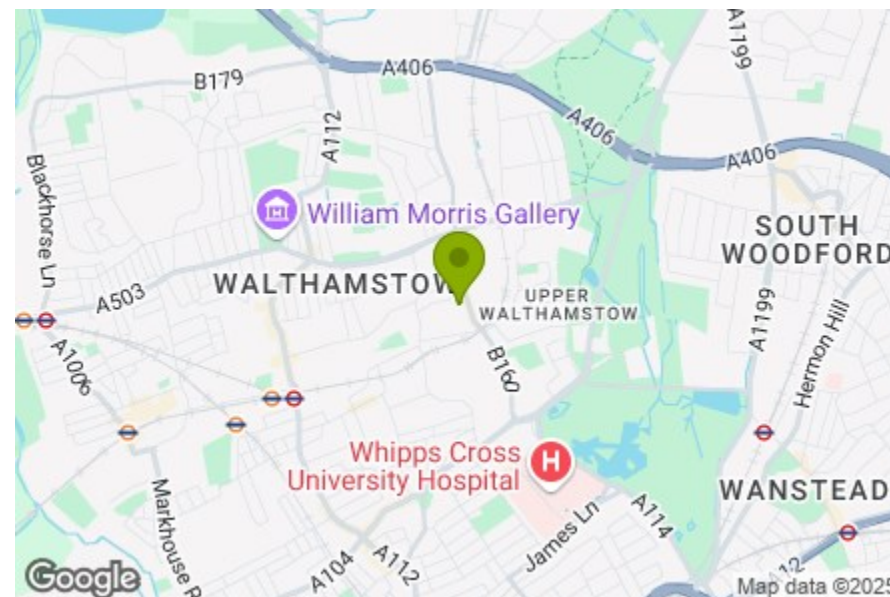 A406
B179
A1199
A406
A112
A406
Blackhorse Ln
William Morris Gallery
SOUTH
WOODFORD
A503
WALTHAMSTOW
UPPER
WALTHAMSTOW
A1199
Hermon Hill
A1006
B160
Whipps Cross
University Hospital
H
WANSTEAD
Markhouse R
James Ln
A114
A104
A112
A12
Google
Map data ©2025